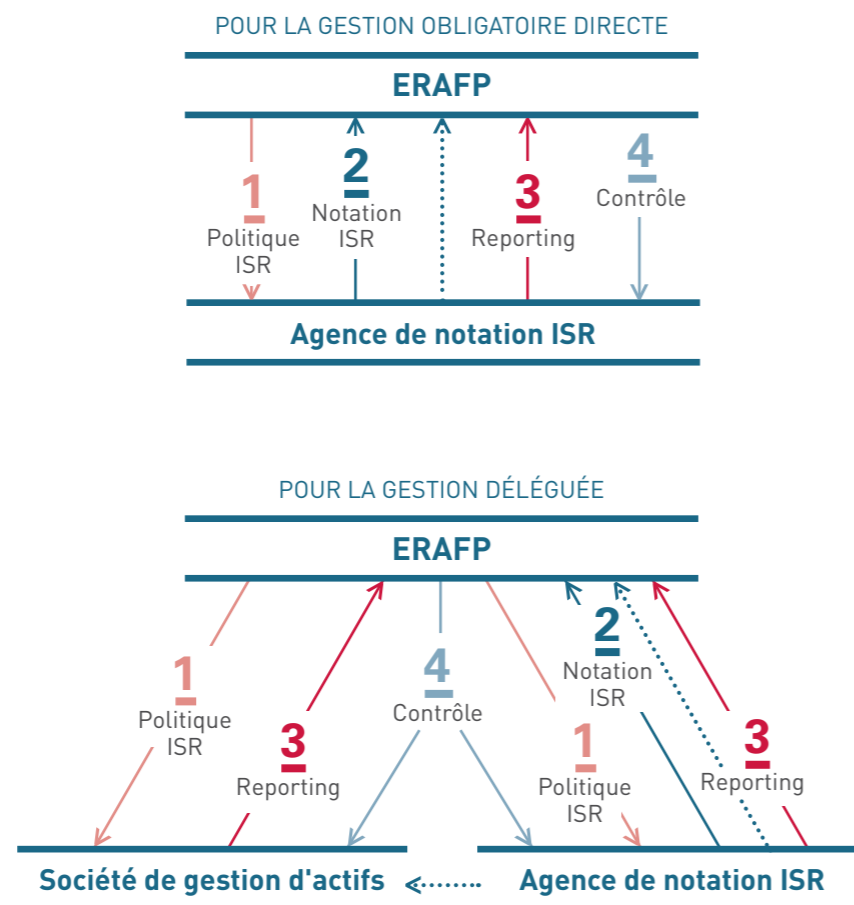 POUR LA GESTION OBLIGATOIRE DIRECTE
ERAFP
1
Politique
ISR
2
Notation
ISR
3
Reporting
4
Contrôle
Agence de notation ISR
POUR LA GESTION DÉLÉGUÉE
ERAFP
1
Politique
ISR
3
Reporting
4
Contrôle
1
Politique
ISR
2
Notation
ISR
3
Reporting
Société de gestion d'actifs
Agence de notation ISR